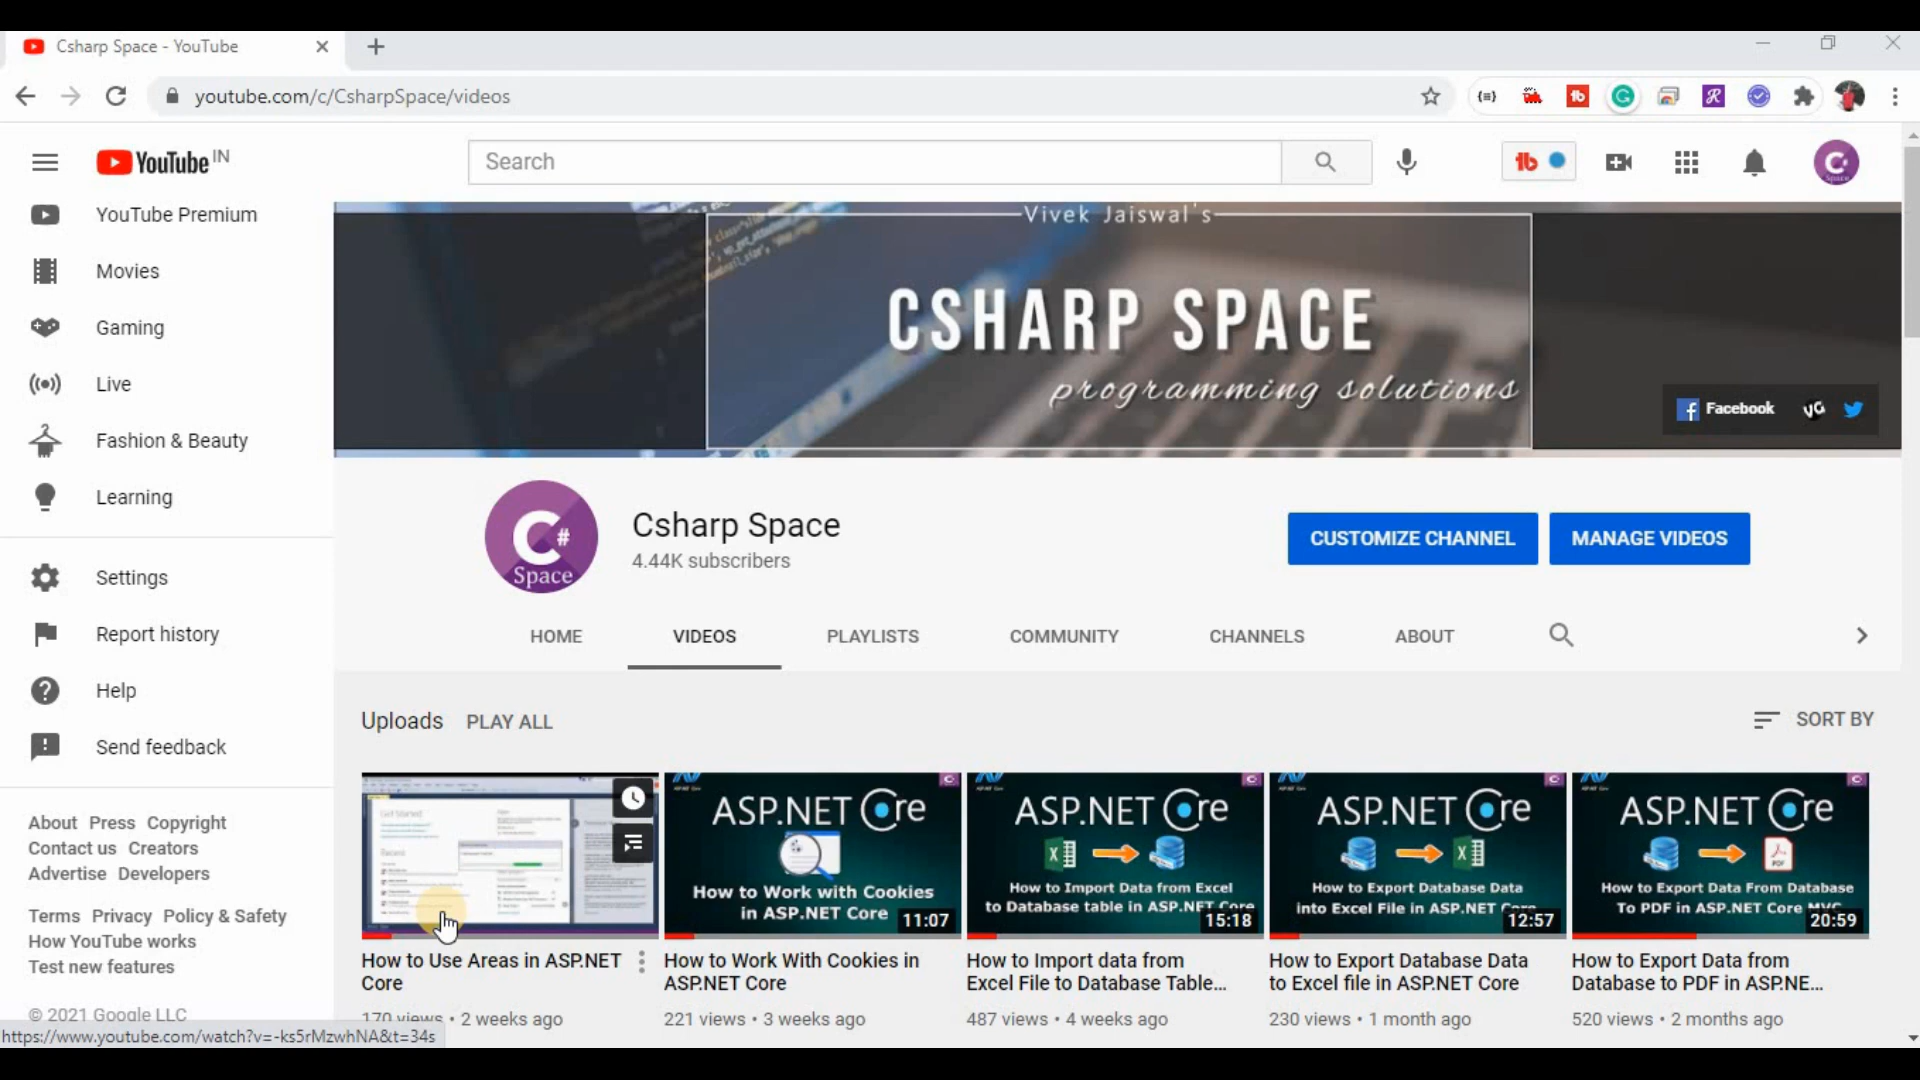 Csharp Space - YouTube
youtube.com/c/CsharpSpace/videos
YouTube IN
Search
YouTube Premium
Movies
Gaming
Live
Fashion & Beauty
Learning
Settings
Report history
Help
Send feedback
About Press Copyright
Contact us Creators
Advertise Developers
Terms Privacy Policy & Safety
How YouTube works
Test new features
© 2021 Google LLC
https://www.youtube.com/watch?v=-ks5rMzwhNA&t=34s
Vivek Jaiswal's
CSHARP SPACE
programming solutions
Facebook
C#
Space
Csharp Space
4.44K subscribers
CUSTOMIZE CHANNEL
MANAGE VIDEOS
HOME VIDEOS PLAYLISTS COMMUNITY CHANNELS ABOUT
Uploads PLAY ALL
SORT BY
Get Started
Recent
How to Use Areas in ASP.NET
Core
170 views • 2 weeks ago
ASP.NET Core
How to Work with Cookies
in ASP.NET Core
11:07
How to Work With Cookies in
ASP.NET Core
221 views • 3 weeks ago
ASP.NET Core
How to Import Data from Excel
to Database table in ASP.NET Core
15:18
How to Import data from
Excel File to Database Table...
487 views • 4 weeks ago
ASP.NET Core
How to Export Database Data
into Excel File in ASP.NET Core
12:57
How to Export Database Data
to Excel file in ASP.NET Core
230 views • 1 month ago
ASP.NET Core
How to Export Data From Database
To PDF in ASP.NET Core MVC
20:59
How to Export Data from
Database to PDF in ASP.NE...
520 views • 2 months ago